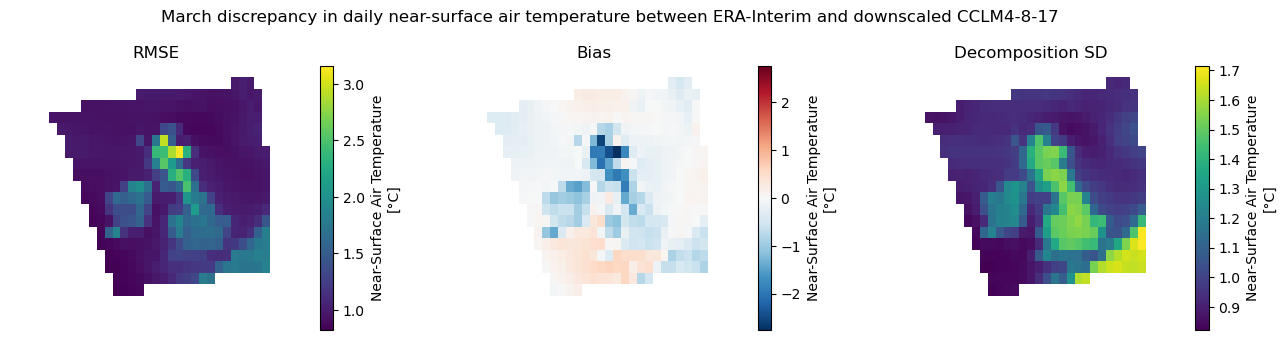 March discrepancy in daily near-surface air temperature between ERA-Interim and downscaled CCLM4-8-17
RMSE
3.0
2.5
2.0
1.5
1.0
Near-Surface Air Temperature
[°C]
Bias
2
1
0
−1
−2
Near-Surface Air Temperature
[°C]
Decomposition SD
1.7
1.6
1.5
1.4
1.3
1.2
1.1
1.0
0.9
Near-Surface Air Temperature
[°C]